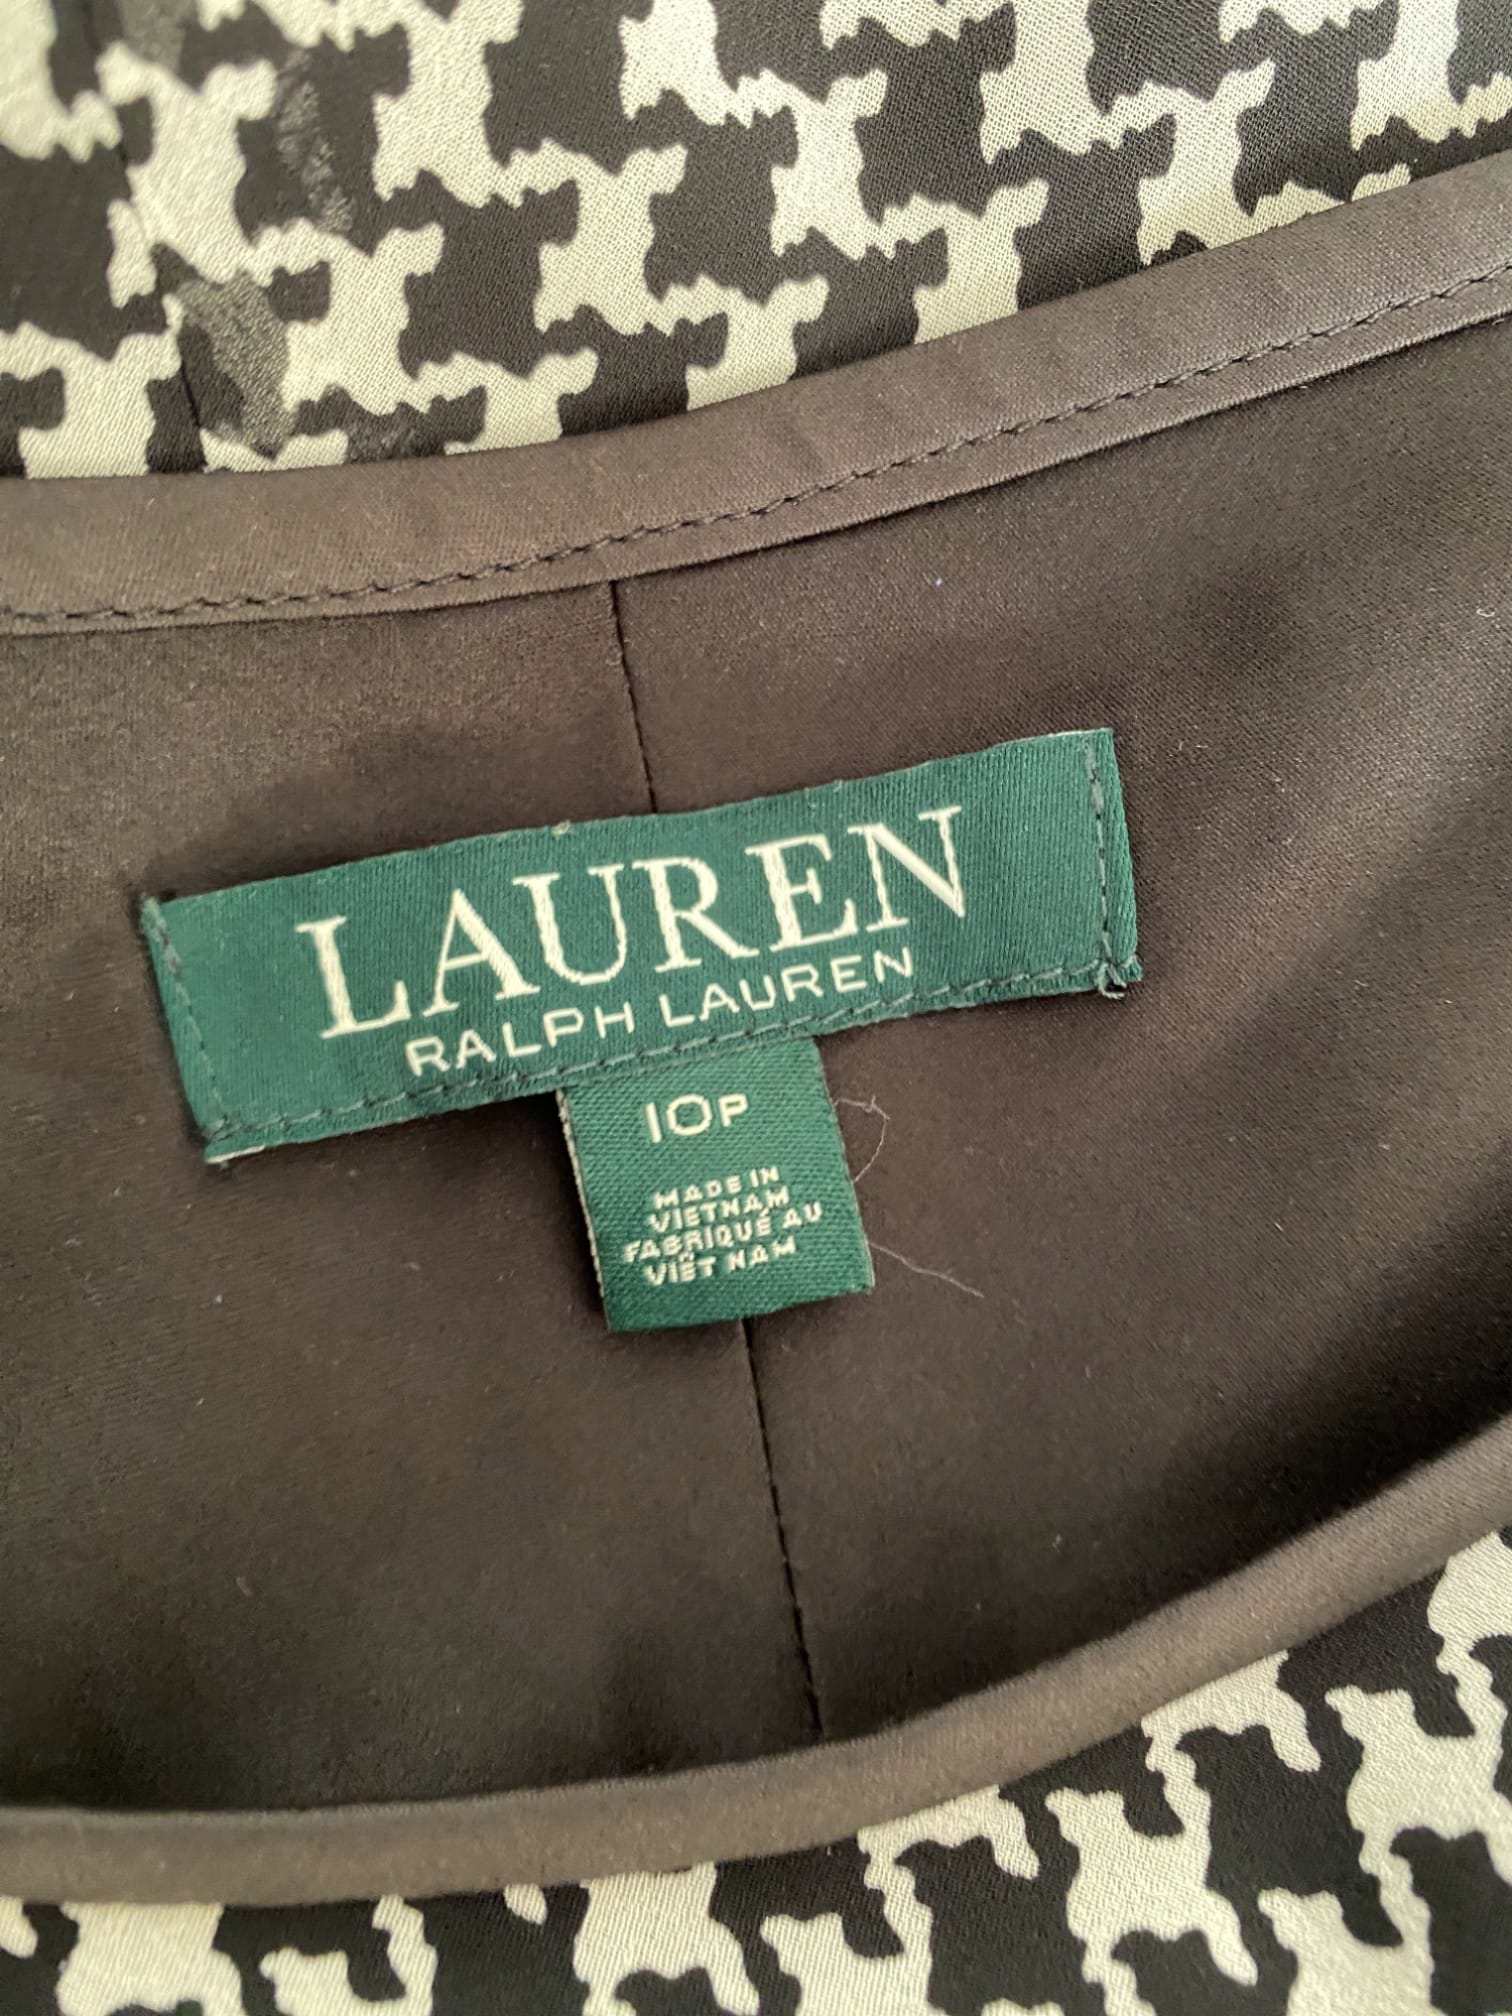 LAUREN
RALPH LAUREN
10P
MADE IN
VIETNAM
FABRIQUÉ AU
VIÊT NAM